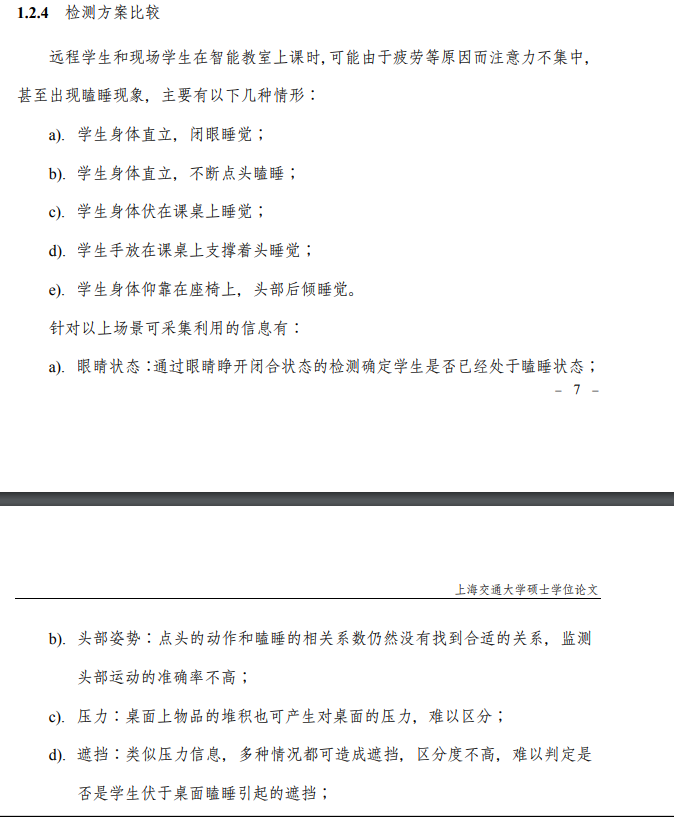 1.2.4 检测方案比较
远程学生和现场学生在智能教室上课时,可能由于疲劳等原因而注意力不集中,
甚至出现瞌睡现象，主要有以下几种情形：
a). 学生身体直立，闭眼睡觉；
b). 学生身体直立，不断点头瞌睡；
c). 学生身体伏在课桌上睡觉；
d). 学生手放在课桌上支撑着头睡觉；
e). 学生身体仰靠在座椅上，头部后倾睡觉。
针对以上场景可采集利用的信息有：
a). 眼睛状态：通过眼睛睁开闭合状态的检测确定学生是否已经处于瞌睡状态；
– 7 –
上海交通大学硕士学位论文
b). 头部姿势：点头的动作和瞌睡的相关系数仍然没有找到合适的关系，监测
头部运动的准确率不高；
c). 压力：桌面上物品的堆积也可产生对桌面的压力，难以区分；
d). 遮挡：类似压力信息，多种情况都可造成遮挡，区分度不高，难以判定是
否是学生伏于桌面瞌睡引起的遮挡；